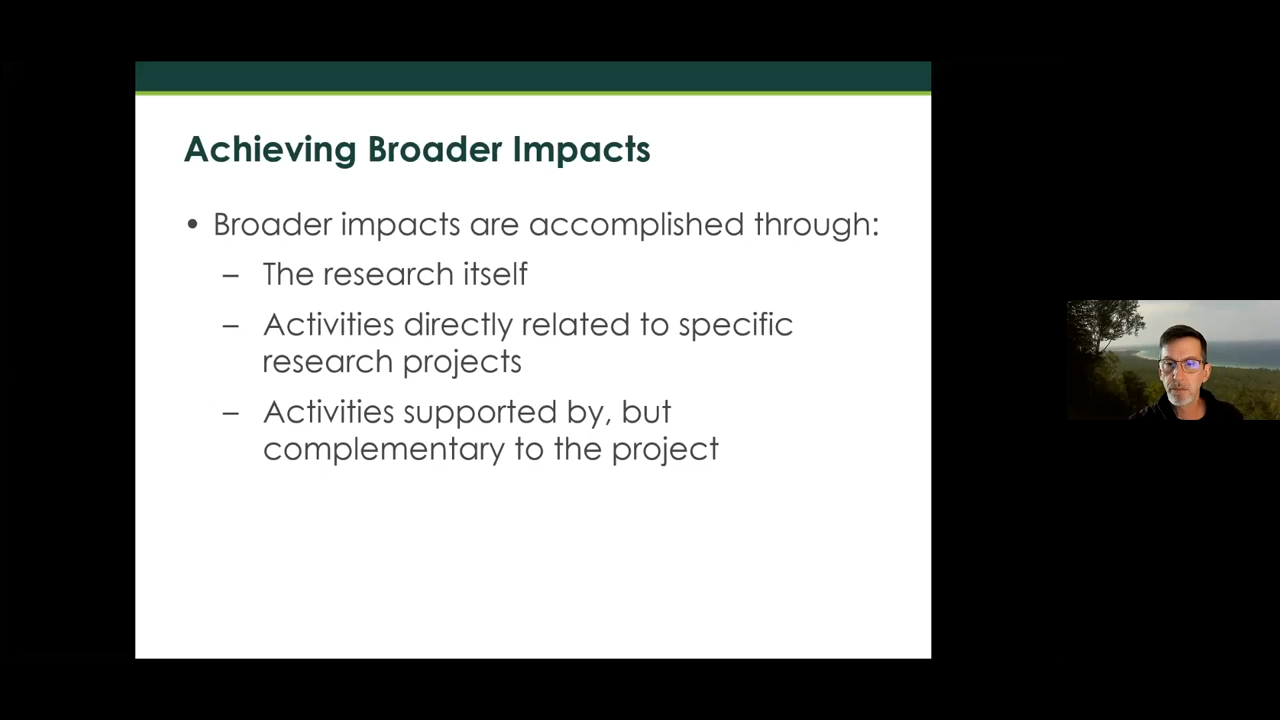 Achieving Broader Impacts
• Broader impacts are accomplished through:
– The research itself
– Activities directly related to specific
research projects
– Activities supported by, but
complementary to the project